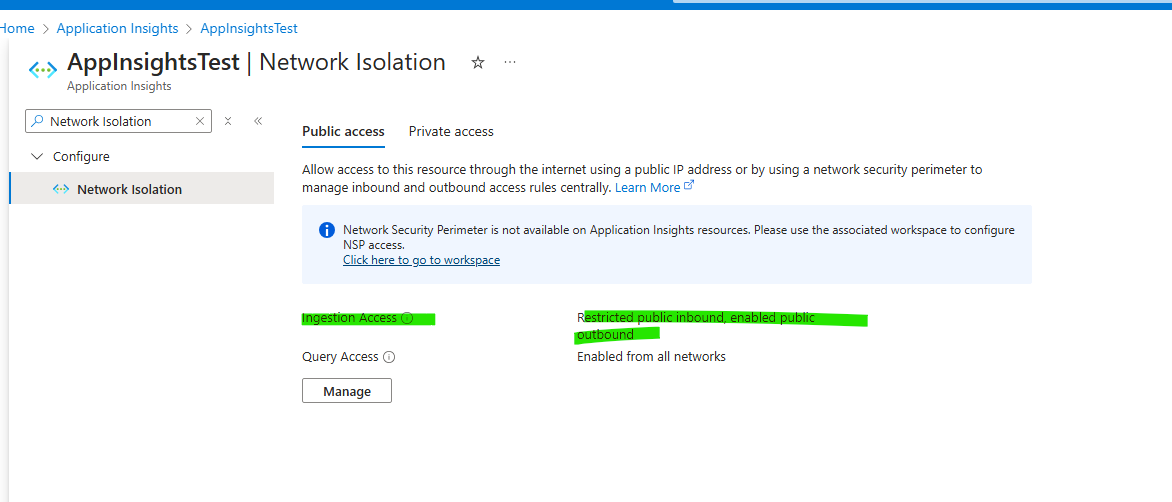 Home > Application Insights > AppInsightsTest
AppInsightsTest | Network Isolation ☆ ...
Application Insights
Network Isolation
Configure
Network Isolation
Public access Private access
Allow access to this resource through the internet using a public IP address or by using a network security perimeter to
manage inbound and outbound access rules centrally. Learn More
Network Security Perimeter is not available on Application Insights resources. Please use the associated workspace to configure
NSP access.
Click here to go to workspace
Ingestion Access Restricted public inbound, enabled public
outbound
Query Access Enabled from all networks
Manage